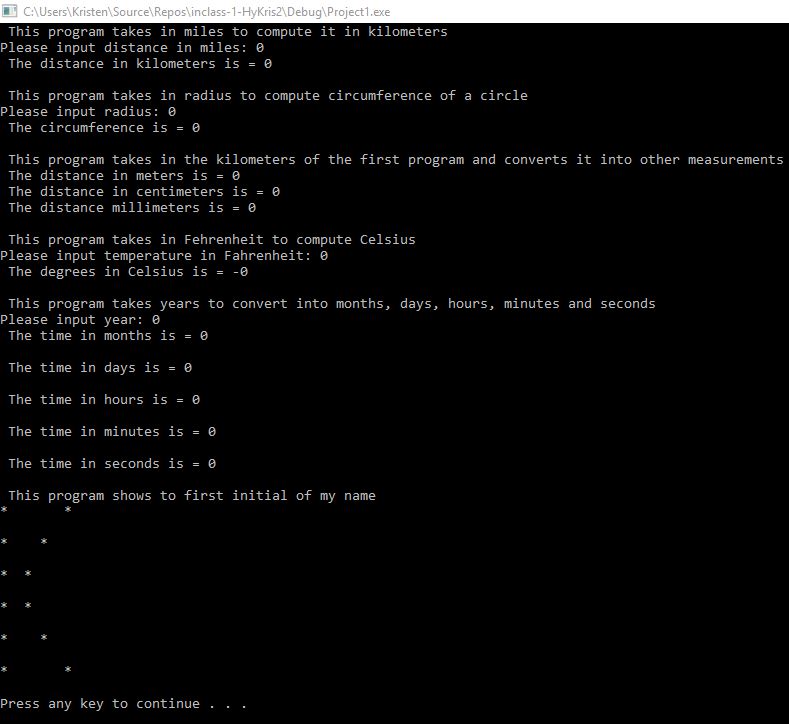 C:\Users\Kristen\Source\Repos\inclass-1-HyKris2\Debug\Project1.exe
This program takes in miles to compute it in kilometers
Please input distance in miles: 0
The distance in kilometers is = 0
This program takes in radius to compute circumference of a circle
Please input radius: 0
The circumference is = 0
This program takes in the kilometers of the first program and converts it into other measurements
The distance in meters is = 0
The distance in centimeters is = 0
The distance millimeters is = 0
This program takes in Fehrenheit to compute Celsius
Please input temperature in Fahrenheit: 0
The degrees in Celsius is = -0
This program takes years to convert into months, days, hours, minutes and seconds
Please input year: 0
The time in months is = 0
The time in days is = 0
The time in hours is = 0
The time in minutes is = 0
The time in seconds is = 0
This program shows to first initial of my name
*       *
*    *
*  *
*  *
*    *
*       *
Press any key to continue . . .